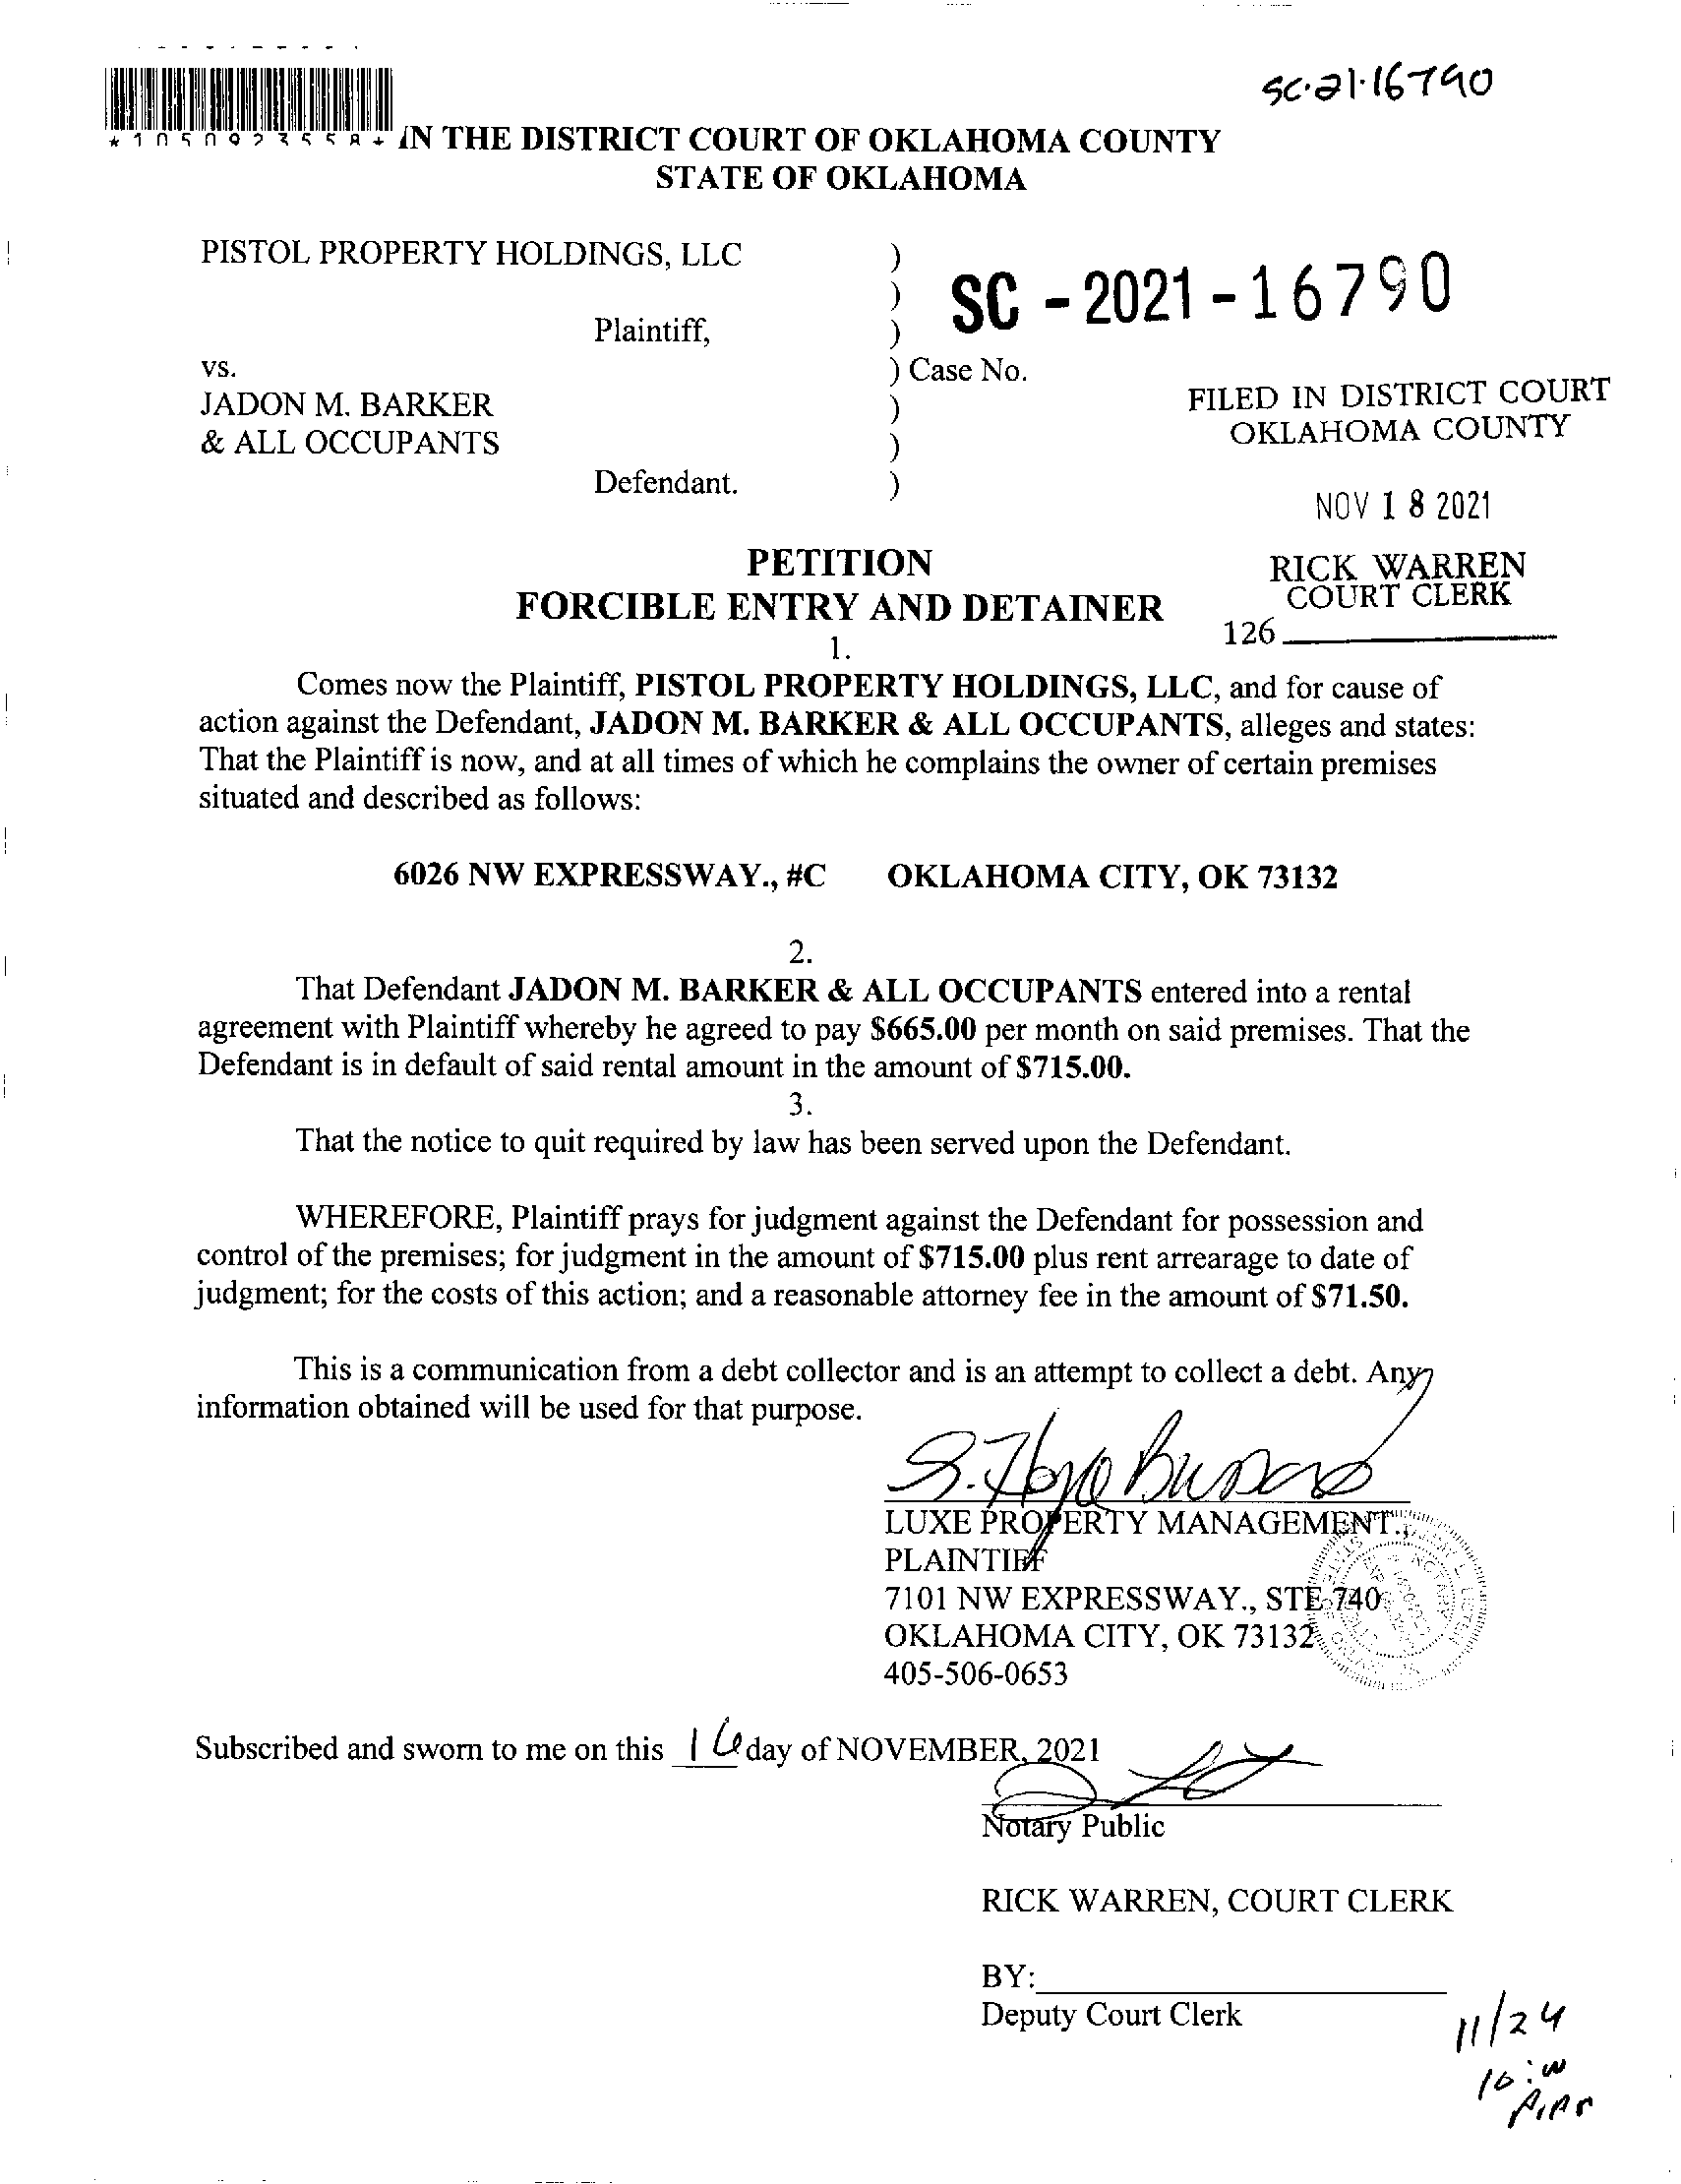 SC-21-16790
*1050923558*
IN THE DISTRICT COURT OF OKLAHOMA COUNTY
STATE OF OKLAHOMA
PISTOL PROPERTY HOLDINGS, LLC )
)
SC - 2021 - 16790
Plaintiff, )
vs. ) Case No.
JADON M. BARKER )
FILED IN DISTRICT COURT
& ALL OCCUPANTS )
OKLAHOMA COUNTY
Defendant. )
NOV 18 2021
PETITION
RICK WARREN
FORCIBLE ENTRY AND DETAINER
COURT CLERK
126
1.
Comes now the Plaintiff, PISTOL PROPERTY HOLDINGS, LLC, and for cause of
action against the Defendant, JADON M. BARKER & ALL OCCUPANTS, alleges and states:
That the Plaintiff is now, and at all times of which he complains the owner of certain premises
situated and described as follows:
6026 NW EXPRESSWAY., #C OKLAHOMA CITY, OK 73132
2.
That Defendant JADON M. BARKER & ALL OCCUPANTS entered into a rental
agreement with Plaintiff whereby he agreed to pay $665.00 per month on said premises. That the
Defendant is in default of said rental amount in the amount of $715.00.
3.
That the notice to quit required by law has been served upon the Defendant.
WHEREFORE, Plaintiff prays for judgment against the Defendant for possession and
control of the premises; for judgment in the amount of $715.00 plus rent arrearage to date of
judgment; for the costs of this action; and a reasonable attorney fee in the amount of $71.50.
This is a communication from a debt collector and is an attempt to collect a debt. Any
information obtained will be used for that purpose.
LUXE PROPERTY MANAGEMENT.,
PLAINTIFF
7101 NW EXPRESSWAY., STE 740
OKLAHOMA CITY, OK 73132
405-506-0653
Subscribed and sworn to me on this 16 day of NOVEMBER, 2021
Notary Public
RICK WARREN, COURT CLERK
BY:
Deputy Court Clerk
11/24